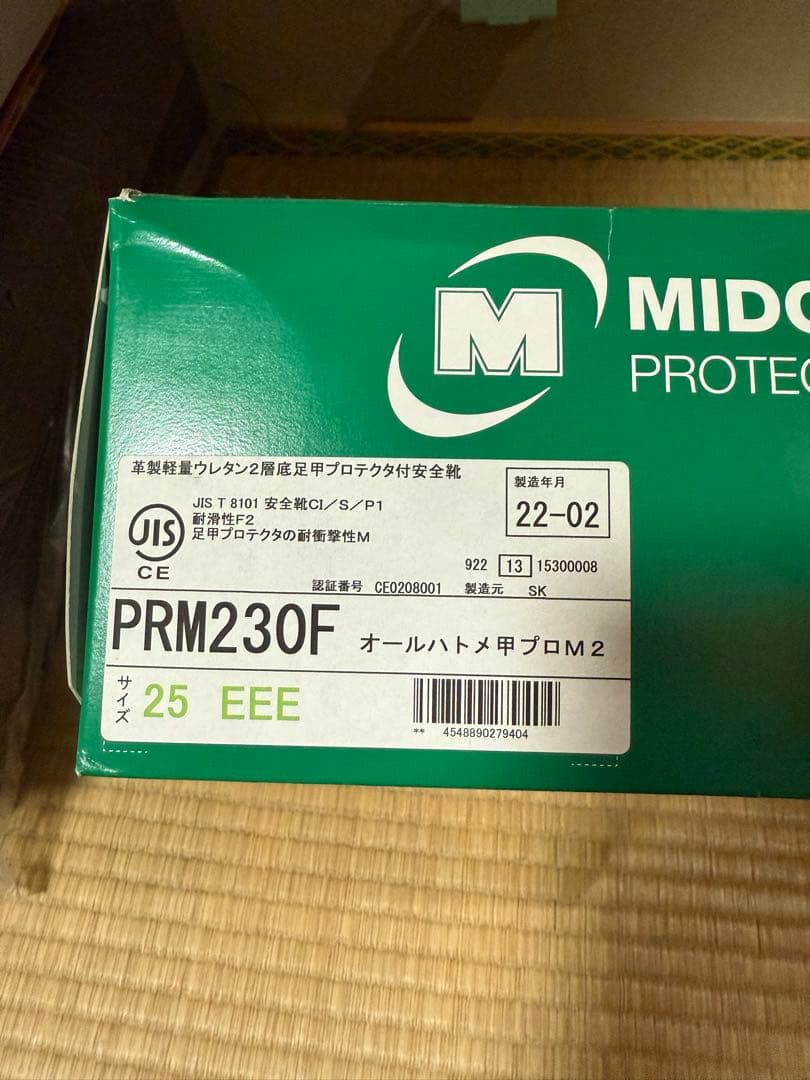 M
MIDO
PROTEC
革製軽量ウレタン2層底足甲プロテクタ付安全靴
JIS
CE
JIS T 8101 安全靴CI/S/P1
耐滑性F2
足甲プロテクタの耐衝撃性M
製造年月
22-02
922 13 15300008
認証番号 CE0208001 製造元 SK
PRM230F オールハトメ甲プロM2
サイズ 25 EEE
** 4548890279404